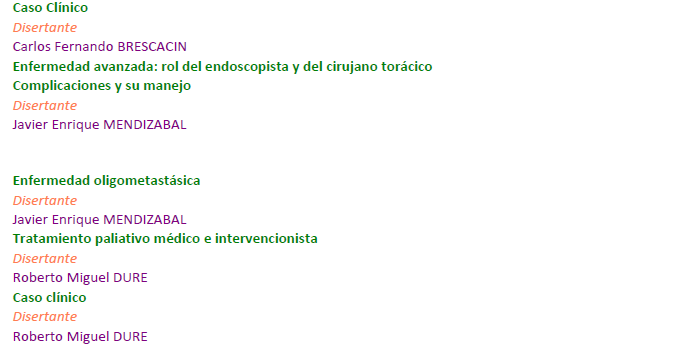 Caso Clínico
Disertante
Carlos Fernando BRESCACIN
Enfermedad avanzada: rol del endoscopista y del cirujano torácico
Complicaciones y su manejo
Disertante
Javier Enrique MENDIZABAL
Enfermedad oligometastásica
Disertante
Javier Enrique MENDIZABAL
Tratamiento paliativo médico e intervencionista
Disertante
Roberto Miguel DURE
Caso clínico
Disertante
Roberto Miguel DURE